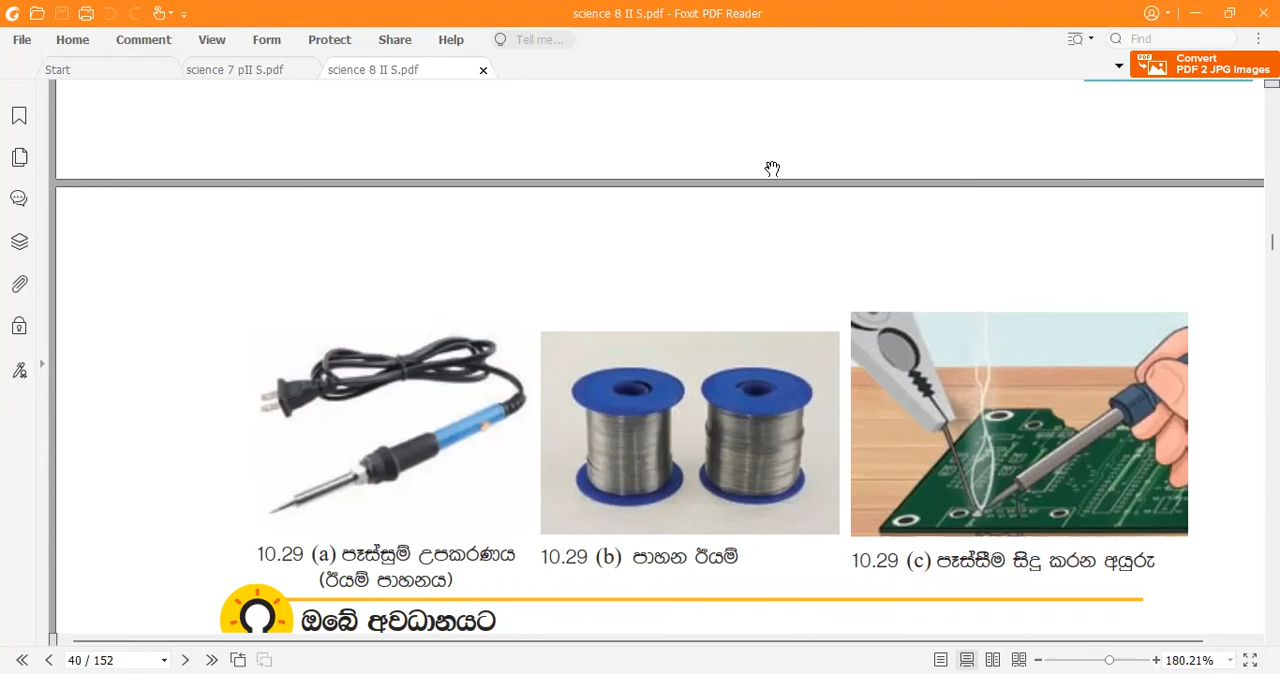 science 8 II S.pdf - Foxit PDF Reader
File Home Comment View Form Protect Share Help Tell me... Find
Start science 7 pII S.pdf science 8 II S.pdf
Convert
PDF 2 JPG Images
10.29 (a) පෑස්සුම් උපකරණය
(ඊයම් පාහනය)
10.29 (b) පාහන ඊයම්
10.29 (c) පෑස්සීම සිදු කරන අයුරු
ඔබේ අවධානයට
40 / 152 180.21%